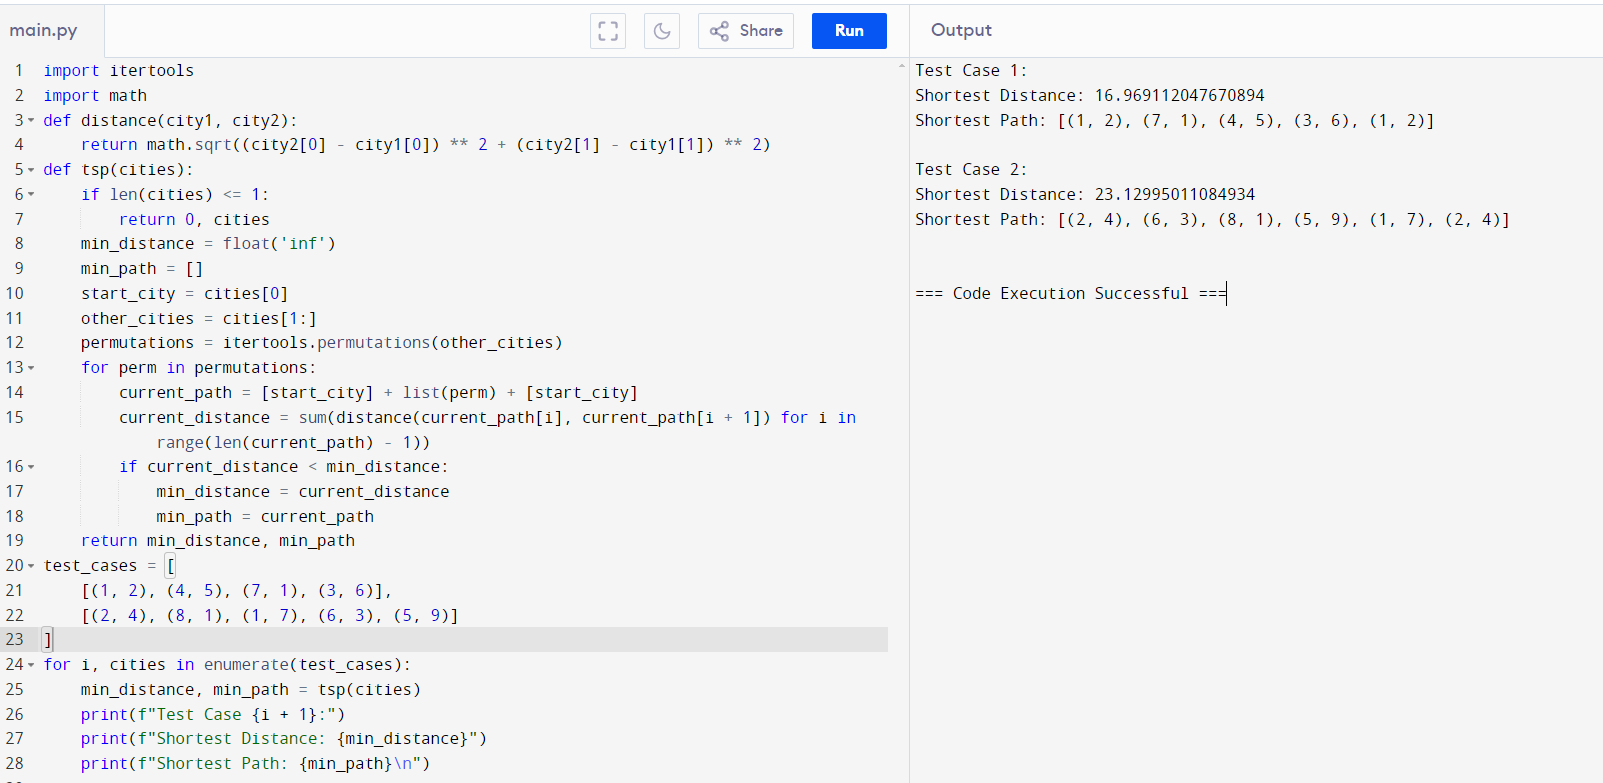 main.py
Share
Run
Output
1 import itertools
2 import math
3 def distance(city1, city2):
4     return math.sqrt((city2[0] - city1[0]) ** 2 + (city2[1] - city1[1]) ** 2)
5 def tsp(cities):
6     if len(cities) <= 1:
7         return 0, cities
8     min_distance = float('inf')
9     min_path = []
10     start_city = cities[0]
11     other_cities = cities[1:]
12     permutations = itertools.permutations(other_cities)
13     for perm in permutations:
14         current_path = [start_city] + list(perm) + [start_city]
15         current_distance = sum(distance(current_path[i], current_path[i + 1]) for i in
            range(len(current_path) - 1))
16         if current_distance < min_distance:
17             min_distance = current_distance
18             min_path = current_path
19     return min_distance, min_path
20 test_cases = [
21     [(1, 2), (4, 5), (7, 1), (3, 6)],
22     [(2, 4), (8, 1), (1, 7), (6, 3), (5, 9)]
23 ]
24 for i, cities in enumerate(test_cases):
25     min_distance, min_path = tsp(cities)
26     print(f"Test Case {i + 1}:")
27     print(f"Shortest Distance: {min_distance}")
28     print(f"Shortest Path: {min_path}\n")
Test Case 1:
Shortest Distance: 16.969112047670894
Shortest Path: [(1, 2), (7, 1), (4, 5), (3, 6), (1, 2)]
Test Case 2:
Shortest Distance: 23.12995011084934
Shortest Path: [(2, 4), (6, 3), (8, 1), (5, 9), (1, 7), (2, 4)]
=== Code Execution Successful ===